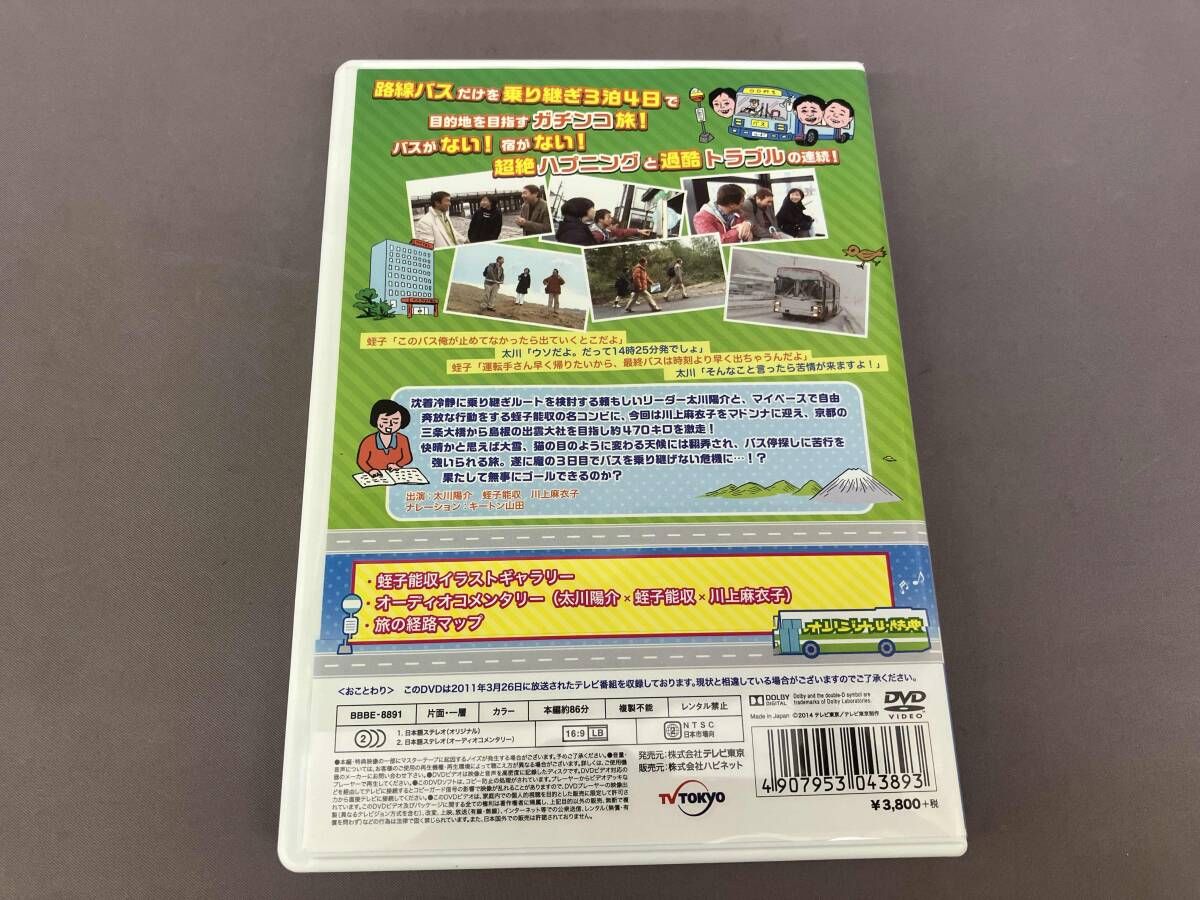 路線バスだけを乗り継ぎ3泊4日で
目的地を目指すガチンコ旅!
バスがない!宿がない!
超絶ハプニングと過酷トラブルの連続!
バス
蛭子「このバス俺が止めてなかったら出ていくとこだよ」
太川「ウソだよ。だって14時25分発でしょ」
蛭子「運転手さん早く帰りたいから、最終バスは時刻より早く出ちゃうんだよ」
太川「そんなこと言ったら苦情が来ますよ!」
沈着冷静に乗り継ぎルートを検討する頼もしいリーダー太川陽介と、マイペースで自由
奔放な行動をする蛭子能収の名コンビに、今回は川上麻衣子をマドンナに迎え、京都の
三条大橋から島根の出雲大社を目指し約470キロを激走!
快晴かと思えば大雪、猫の目のように変わる天候には翻弄され、バス停探しに苦行を
強いられる旅。遂に魔の3日目でバスを乗り継げない危機に…!?
果たして無事にゴールできるのか?
出演:太川陽介 蛭子能収 川上麻衣子
ナレーション:キートン山田
・蛭子能収イラストギャラリー
・オーディオコメンタリー(太川陽介×蛭子能収×川上麻衣子)
・旅の経路マップ
オリジナル特典
<おことわり> このDVDは2011年3月26日に放送されたテレビ番組を収録しております。現状と相違している場合がございますのでご了承ください。
BBBE-8891 片面・一層 カラー 本編約86分 複製不能 レンタル禁止
2 1. 日本語ステレオ(オリジナル)
2. 日本語ステレオ(オーディオコメンタリー)
16:9 LB
2 NTSC
日本市場向
DOLBY DIGITAL
Dolby and the double-D symbol are
trademarks of Dolby Laboratories.
DVD VIDEO
Made in Japan ©2014 テレビ東京/テレビ東京制作
発売元:株式会社テレビ東京
販売元:株式会社ハピネット
TV TOKYO
4907953043893
¥3,800+税